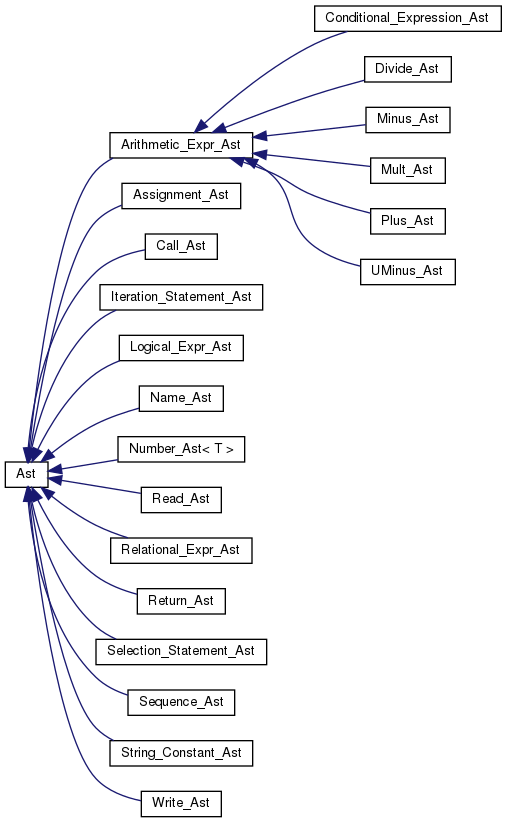 Conditional_Expression_Ast
Divide_Ast
Minus_Ast
Arithmetic_Expr_Ast
Mult_Ast
Assignment_Ast
Plus_Ast
Call_Ast
UMinus_Ast
Iteration_Statement_Ast
Logical_Expr_Ast
Name_Ast
Number_Ast< T >
Ast
Read_Ast
Relational_Expr_Ast
Return_Ast
Selection_Statement_Ast
Sequence_Ast
String_Constant_Ast
Write_Ast